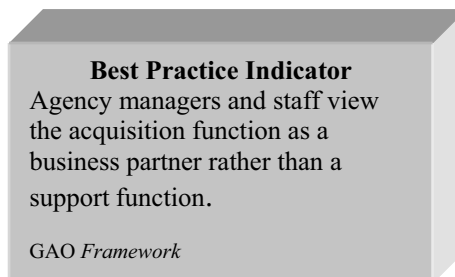 Best Practice Indicator
Agency managers and staff view
the acquisition function as a
business partner rather than a
support function.
GAO Framework